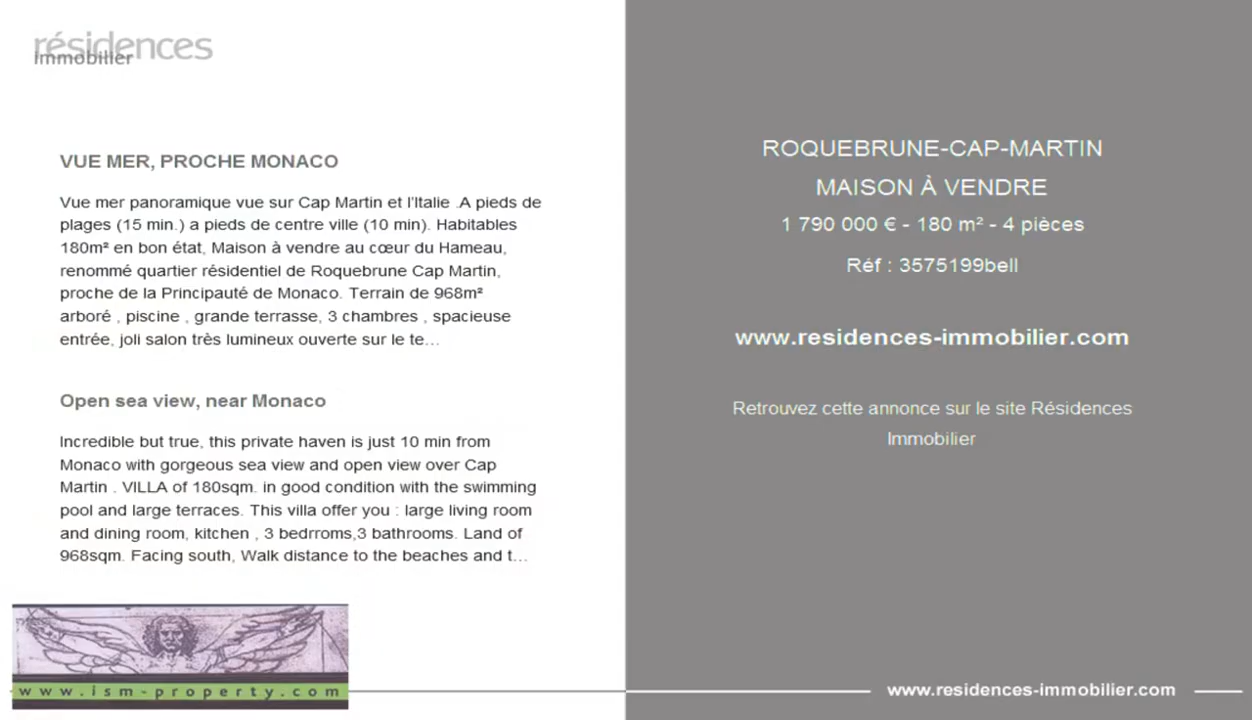 résidences
immobilier
VUE MER, PROCHE MONACO
Vue mer panoramique vue sur Cap Martin et l'Italie .A pieds de
plages (15 min.) a pieds de centre ville (10 min). Habitables
180m² en bon état, Maison à vendre au cœur du Hameau,
renommé quartier résidentiel de Roquebrune Cap Martin,
proche de la Principauté de Monaco. Terrain de 968m²
arboré , piscine , grande terrasse, 3 chambres , spacieuse
entrée, joli salon très lumineux ouverte sur le te...
Open sea view, near Monaco
Incredible but true, this private haven is just 10 min from
Monaco with gorgeous sea view and open view over Cap
Martin . VILLA of 180sqm. in good condition with the swimming
pool and large terraces. This villa offer you : large living room
and dining room, kitchen , 3 bedrroms,3 bathrooms. Land of
968sqm. Facing south, Walk distance to the beaches and t...
www.ism-property.com
ROQUEBRUNE-CAP-MARTIN
MAISON À VENDRE
1 790 000 € - 180 m² - 4 pièces
Réf : 3575199bell
www.residences-immobilier.com
Retrouvez cette annonce sur le site Résidences
Immobilier
www.residences-immobilier.com